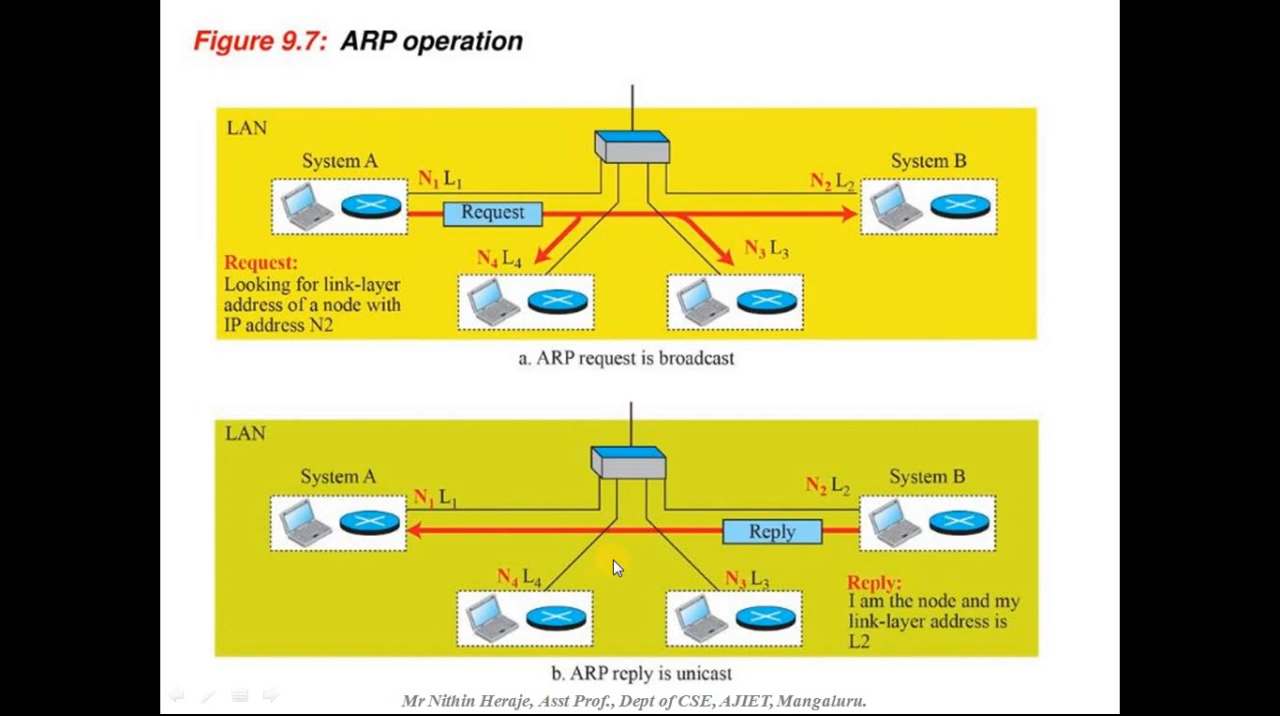 Figure 9.7: ARP operation
LAN
System A
System B
N1 L1
N2 L2
Request
N4 L4
N3 L3
Request:
Looking for link-layer
address of a node with
IP address N2
a. ARP request is broadcast
LAN
System A
System B
N1 L1
N2 L2
Reply
N4 L4
N3 L3
Reply:
I am the node and my
link-layer address is
L2
b. ARP reply is unicast
Mr Nithin Heraje, Asst Prof., Dept of CSE, AJIET, Mangaluru.